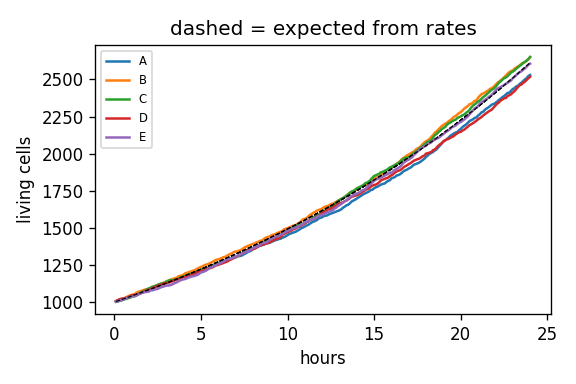 dashed = expected from rates
A
B
C
D
E
living cells
2500
2250
2000
1750
1500
1250
1000
0 5 10 15 20 25
hours